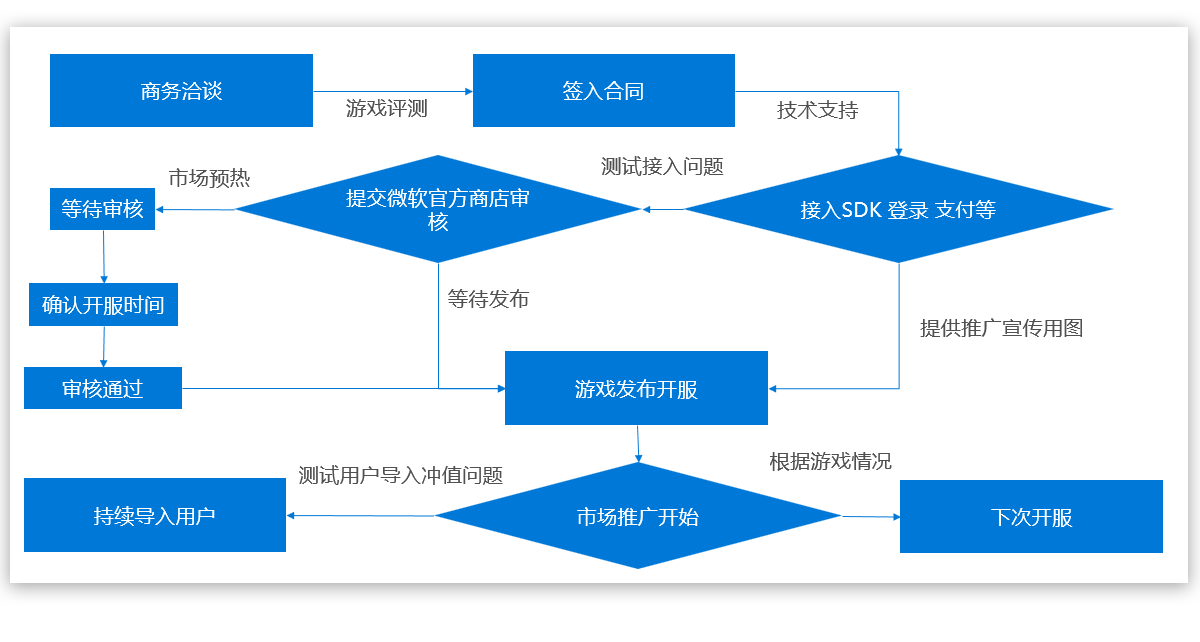 商务洽谈
游戏评测
签入合同
技术支持
测试接入问题
市场预热
提交微软官方商店审
核
等待审核
接入SDK 登录 支付等
确认开服时间
等待发布
提供推广宣传用图
审核通过
游戏发布开服
根据游戏情况
测试用户导入冲值问题
持续导入用户
市场推广开始
下次开服